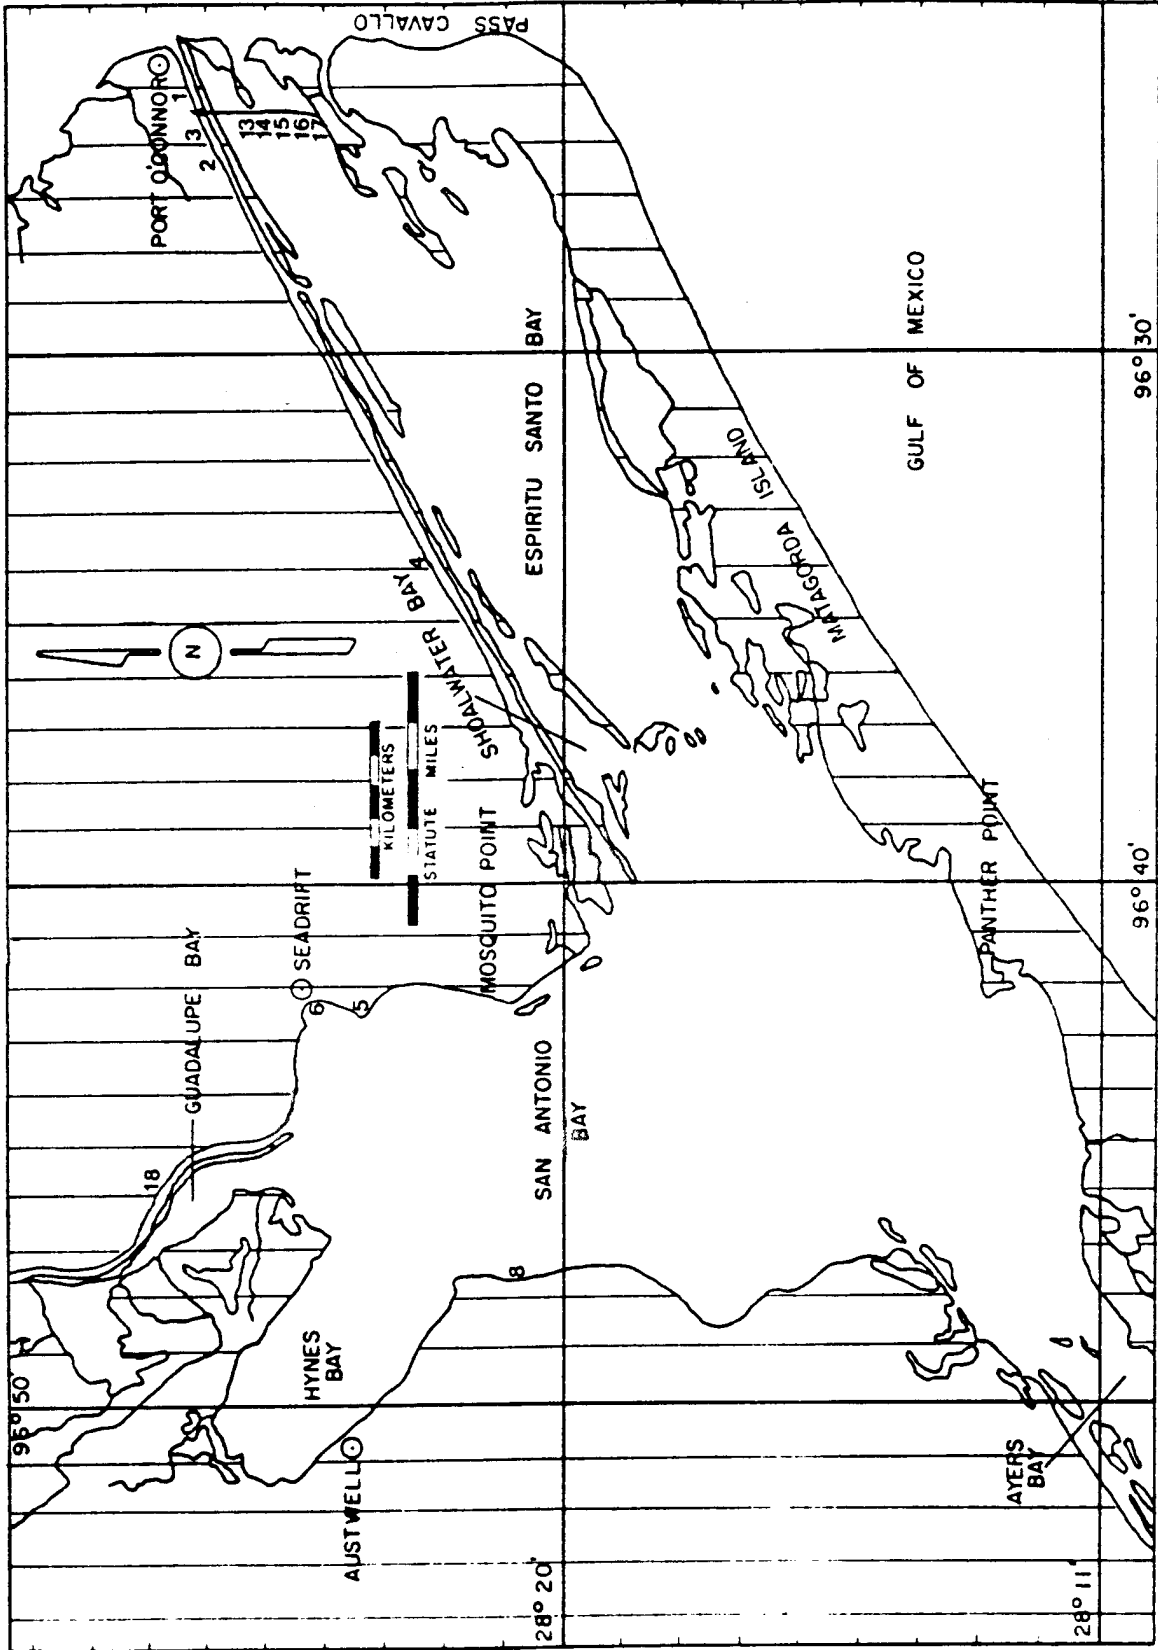 PASS CAVALLO
PORT O'CONNOR
1
3
2
13
14
15
16
17
ESPIRITU SANTO BAY
GULF OF MEXICO
96° 30'
MATAGORDA ISLAND
SHOALWATER BAY
4
N
KILOMETERS
STATUTE MILES
MOSQUITO POINT
PANTHER POINT
96° 40'
SEADRIFT
6
5
GUADALUPE BAY
18
SAN ANTONIO
BAY
8
HYNES
BAY
96° 50'
AUSTWELL
AYERS
BAY
28° 20'
28° 11'